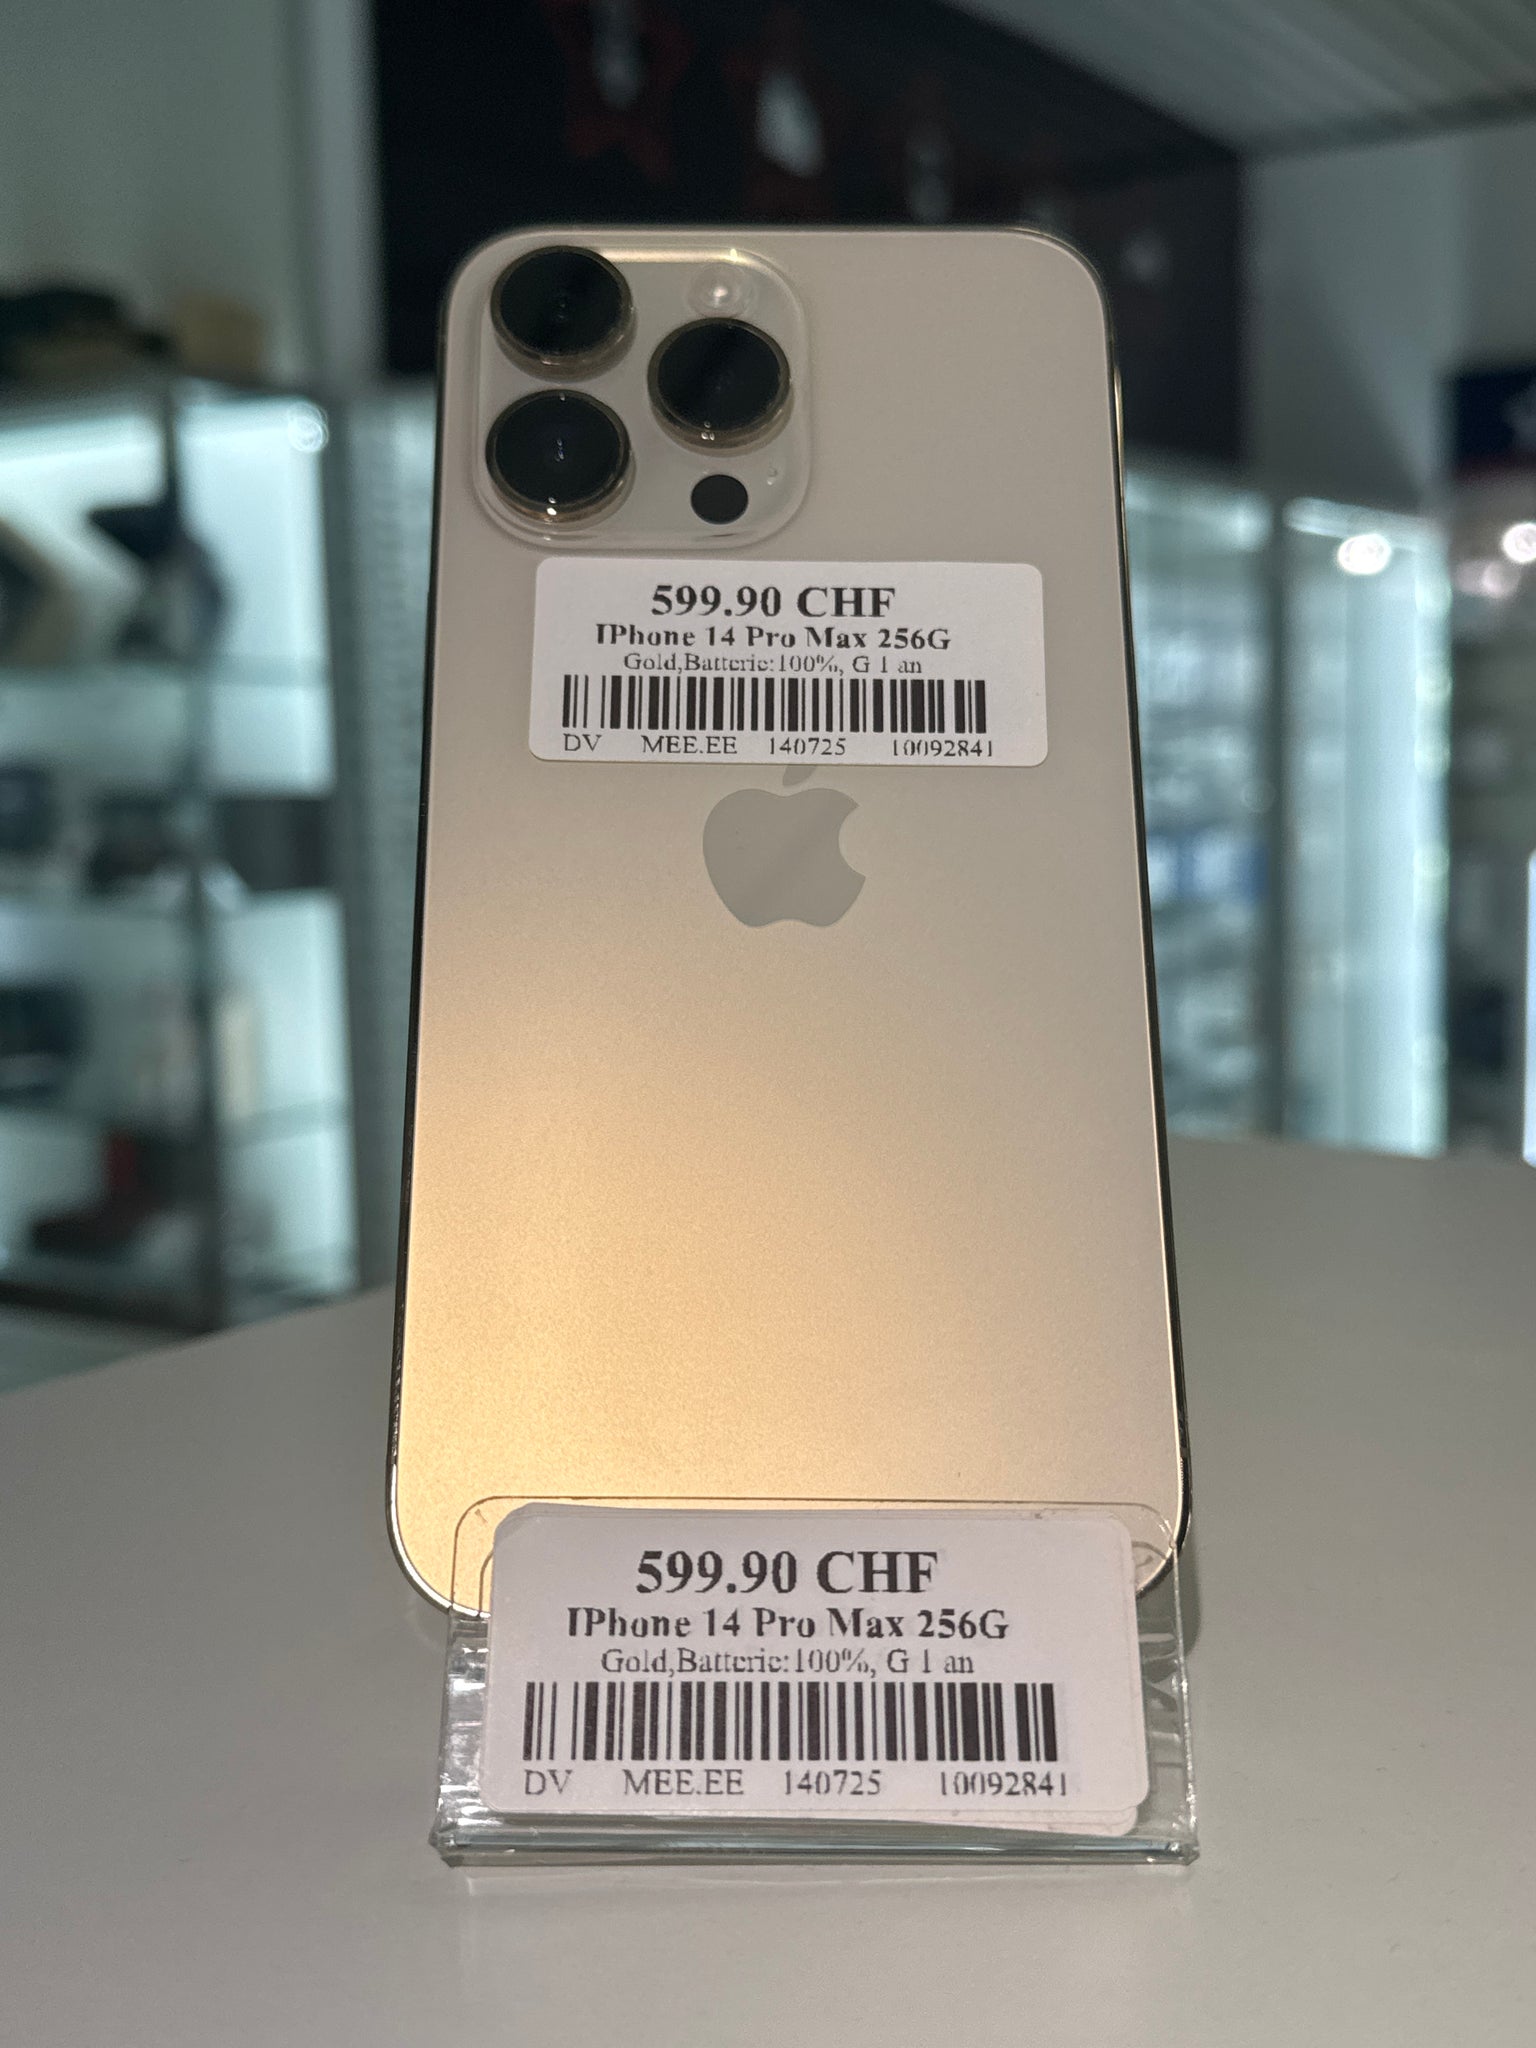 599.90 CHF
IPhone 14 Pro Max 256G
Gold,Batterie:100%, G 1 an
DV MEE.EE 140725 10092841
599.90 CHF
IPhone 14 Pro Max 256G
Gold,Batterie:100%, G 1 an
DV MEE.EE 140725 10092841